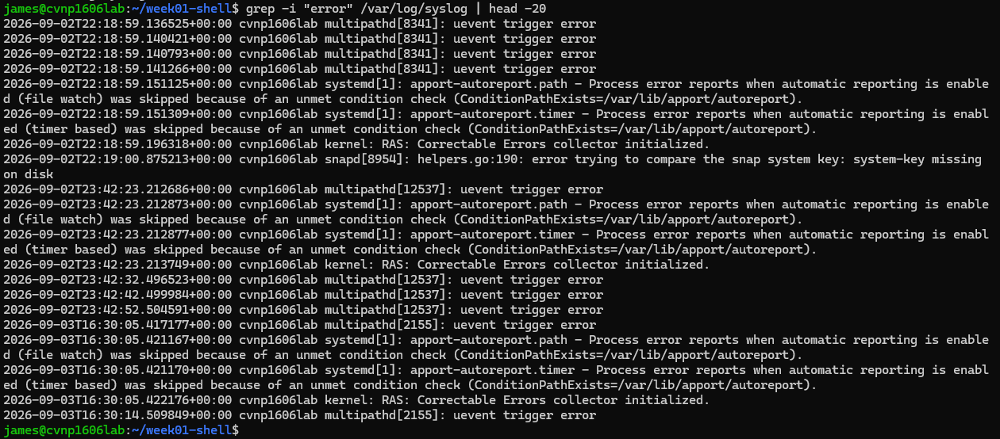 james@cvnp1606lab:~/week01-shell$ grep -i "error" /var/log/syslog | head -20
2026-09-02T22:18:59.136525+00:00 cvnp1606lab multipathd[8341]: uevent trigger error
2026-09-02T22:18:59.140421+00:00 cvnp1606lab multipathd[8341]: uevent trigger error
2026-09-02T22:18:59.140793+00:00 cvnp1606lab multipathd[8341]: uevent trigger error
2026-09-02T22:18:59.141266+00:00 cvnp1606lab multipathd[8341]: uevent trigger error
2026-09-02T22:18:59.151125+00:00 cvnp1606lab systemd[1]: apport-autoreport.path - Process error reports when automatic reporting is enable
d (file watch) was skipped because of an unmet condition check (ConditionPathExists=/var/lib/apport/autoreport).
2026-09-02T22:18:59.151309+00:00 cvnp1606lab systemd[1]: apport-autoreport.timer - Process error reports when automatic reporting is enabl
ed (timer based) was skipped because of an unmet condition check (ConditionPathExists=/var/lib/apport/autoreport).
2026-09-02T22:18:59.196318+00:00 cvnp1606lab kernel: RAS: Correctable Errors collector initialized.
2026-09-02T22:19:00.875213+00:00 cvnp1606lab snapd[8954]: helpers.go:190: error trying to compare the snap system key: system-key missing
on disk
2026-09-02T23:42:23.212686+00:00 cvnp1606lab multipathd[12537]: uevent trigger error
2026-09-02T23:42:23.212873+00:00 cvnp1606lab systemd[1]: apport-autoreport.path - Process error reports when automatic reporting is enable
d (file watch) was skipped because of an unmet condition check (ConditionPathExists=/var/lib/apport/autoreport).
2026-09-02T23:42:23.212877+00:00 cvnp1606lab systemd[1]: apport-autoreport.timer - Process error reports when automatic reporting is enabl
ed (timer based) was skipped because of an unmet condition check (ConditionPathExists=/var/lib/apport/autoreport).
2026-09-02T23:42:23.213749+00:00 cvnp1606lab kernel: RAS: Correctable Errors collector initialized.
2026-09-02T23:42:32.496523+00:00 cvnp1606lab multipathd[12537]: uevent trigger error
2026-09-02T23:42:42.499984+00:00 cvnp1606lab multipathd[12537]: uevent trigger error
2026-09-02T23:42:52.504591+00:00 cvnp1606lab multipathd[12537]: uevent trigger error
2026-09-03T16:30:05.417177+00:00 cvnp1606lab multipathd[2155]: uevent trigger error
2026-09-03T16:30:05.421167+00:00 cvnp1606lab systemd[1]: apport-autoreport.path - Process error reports when automatic reporting is enable
d (file watch) was skipped because of an unmet condition check (ConditionPathExists=/var/lib/apport/autoreport).
2026-09-03T16:30:05.421170+00:00 cvnp1606lab systemd[1]: apport-autoreport.timer - Process error reports when automatic reporting is enabl
ed (timer based) was skipped because of an unmet condition check (ConditionPathExists=/var/lib/apport/autoreport).
2026-09-03T16:30:05.422176+00:00 cvnp1606lab kernel: RAS: Correctable Errors collector initialized.
2026-09-03T16:30:14.509849+00:00 cvnp1606lab multipathd[2155]: uevent trigger error
james@cvnp1606lab:~/week01-shell$